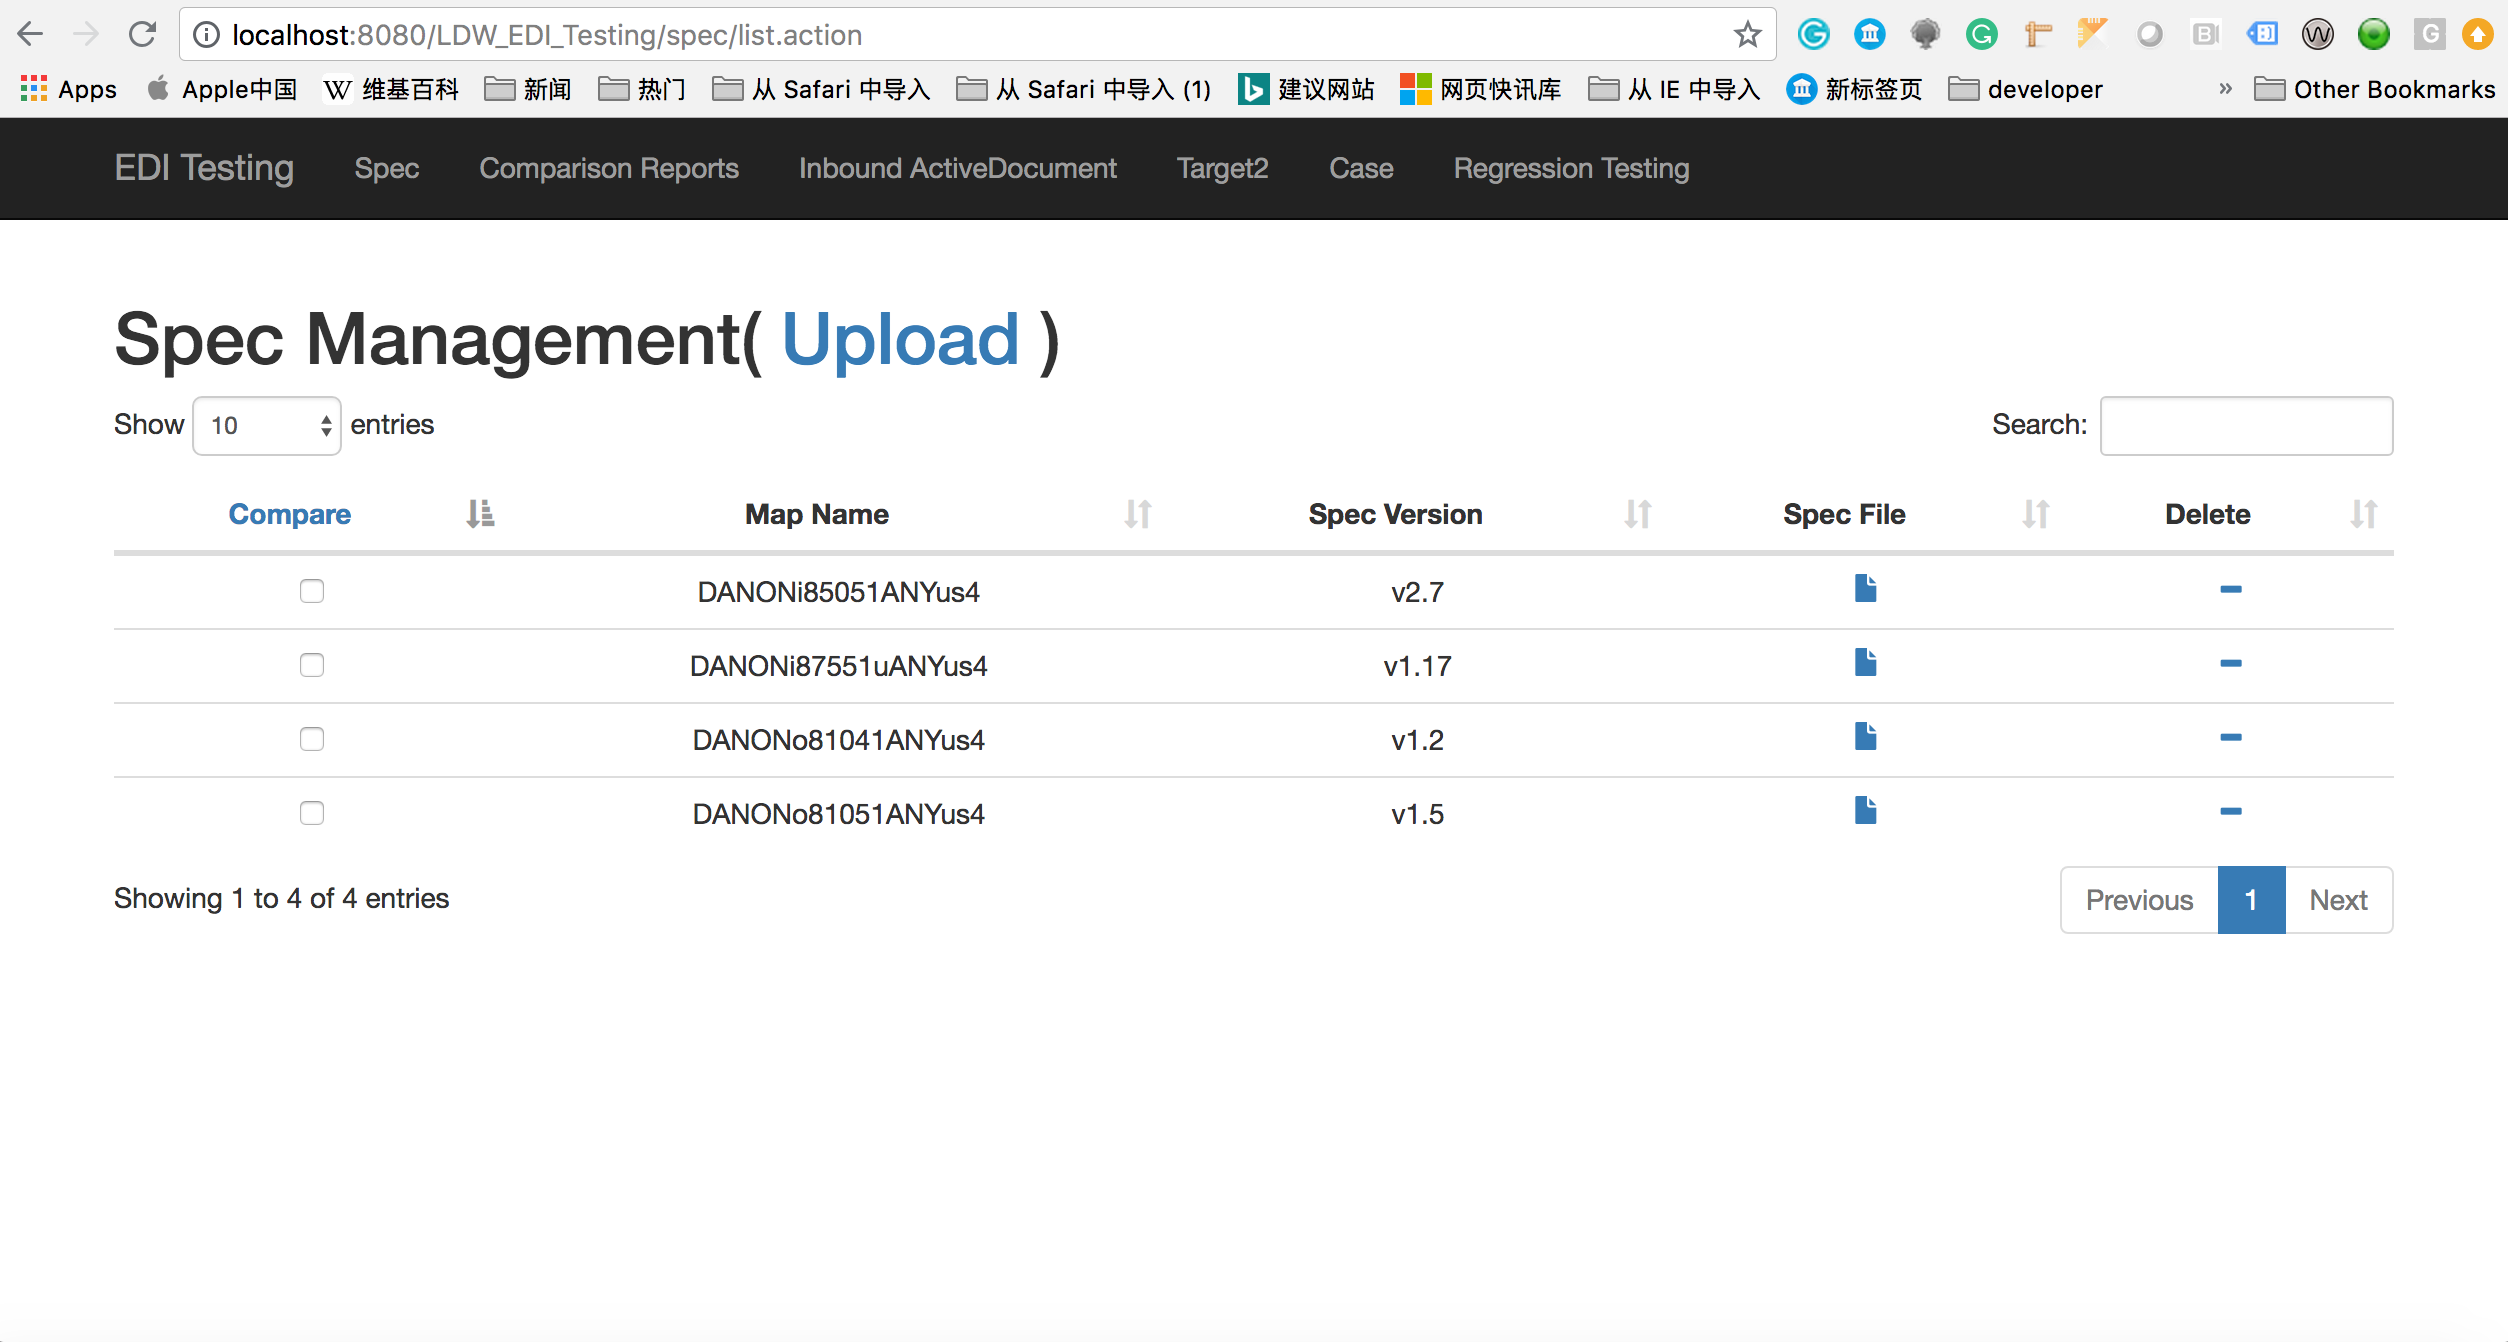 localhost:8080/LDW_EDI_Testing/spec/list.action
Apps Apple中国 W 维基百科 新闻 热门 从 Safari 中导入 从 Safari 中导入 (1) 建议网站 网页快讯库 从 IE 中导入 新标签页 developer » Other Bookmarks
EDI Testing Spec Comparison Reports Inbound ActiveDocument Target2 Case Regression Testing
Spec Management( Upload )
Show 10 entries Search:
Compare Map Name Spec Version Spec File Delete
DANONi85051ANYus4 v2.7
DANONi87551uANYus4 v1.17
DANONo81041ANYus4 v1.2
DANONo81051ANYus4 v1.5
Showing 1 to 4 of 4 entries Previous 1 Next